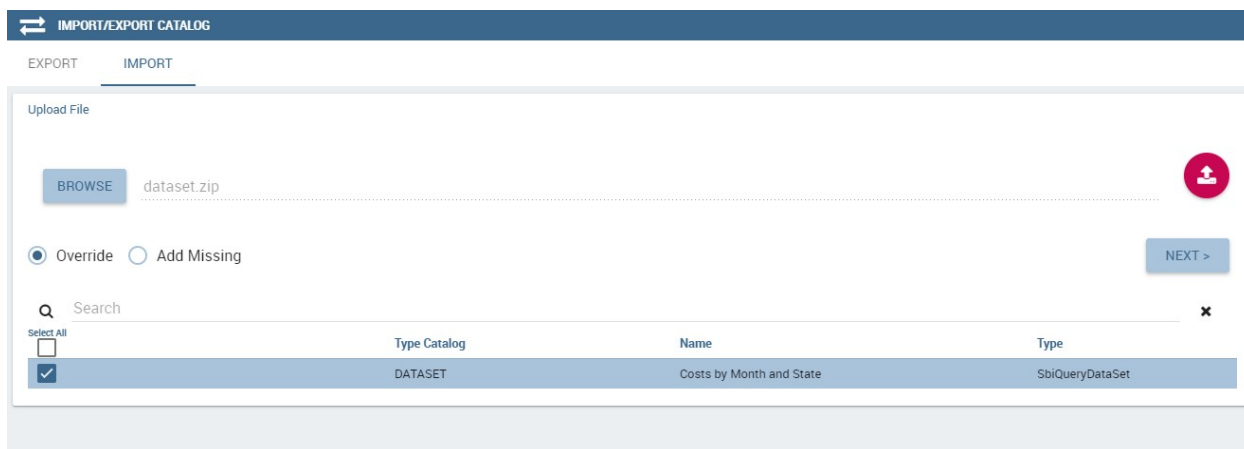 IMPORT/EXPORT CATALOG
EXPORT IMPORT
Upload File
BROWSE dataset.zip
Override Add Missing NEXT >
Search
Select All
Type Catalog Name Type
DATASET Costs by Month and State SbiQueryDataSet